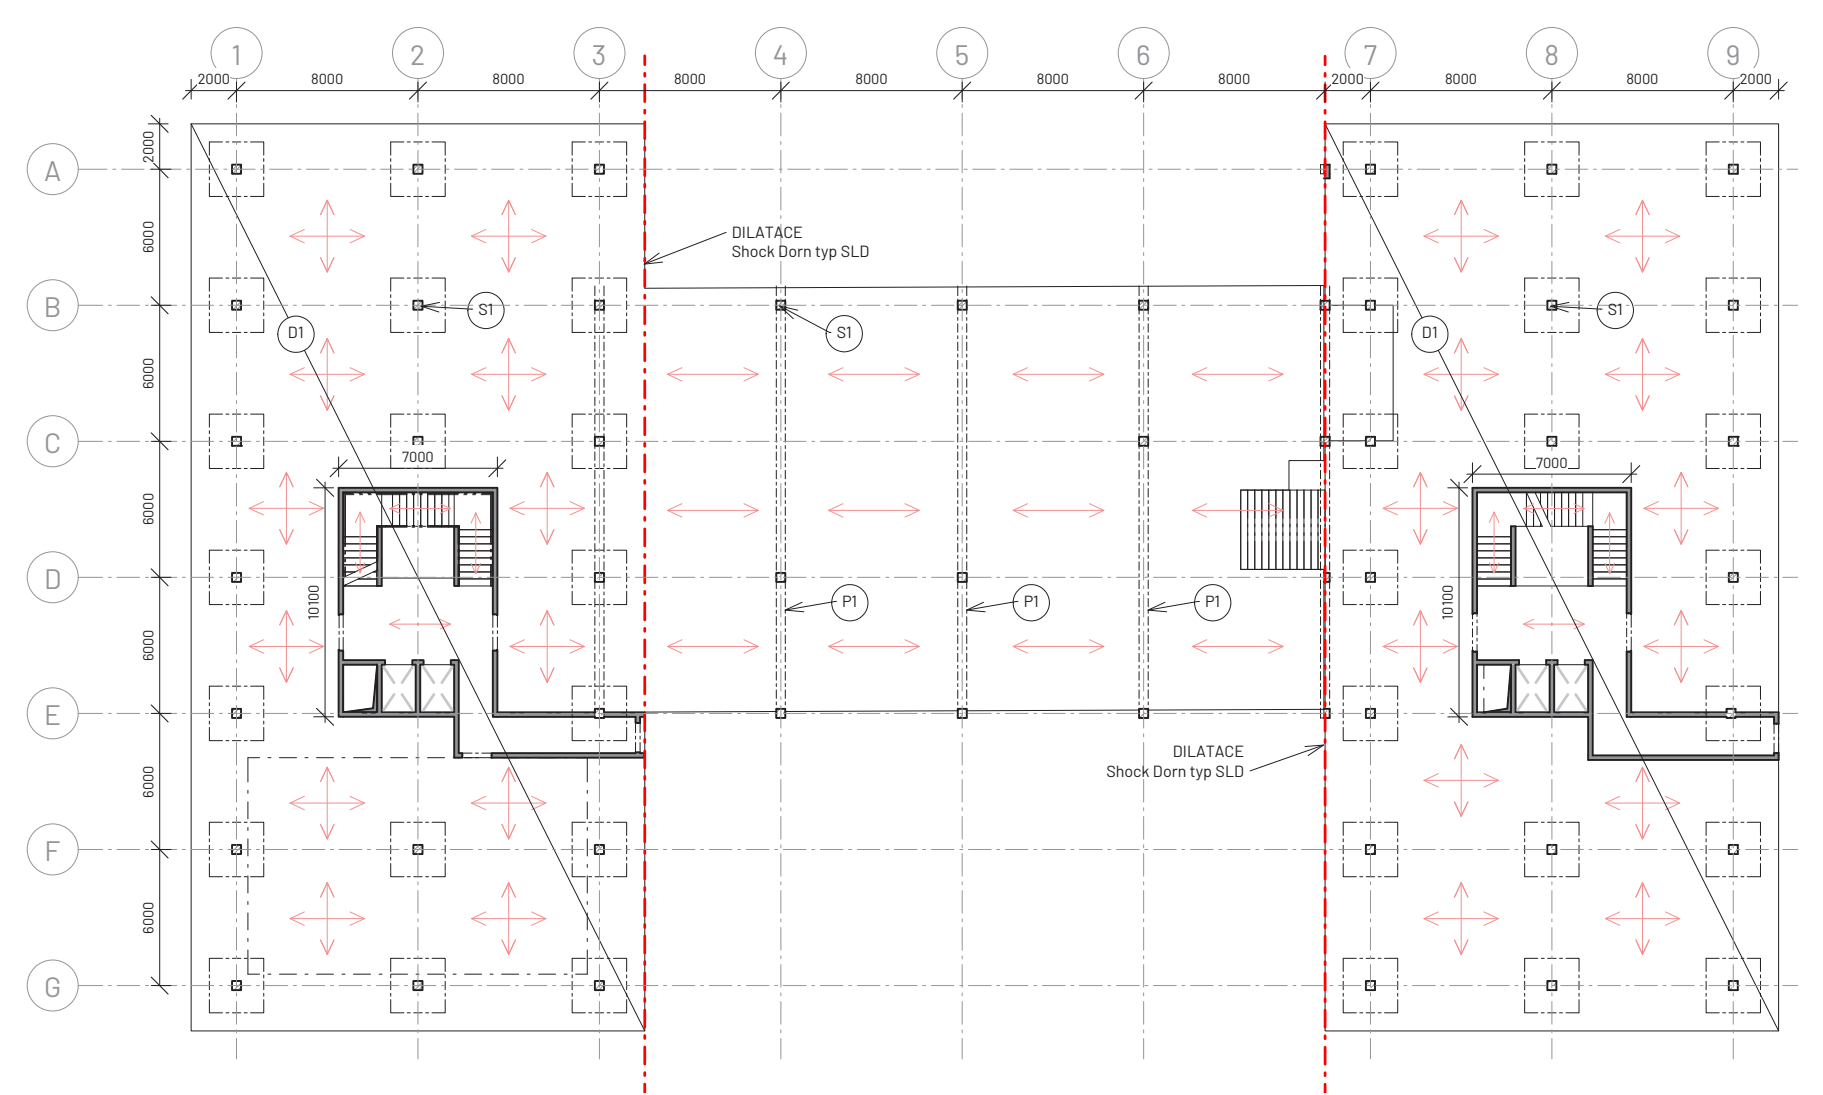 1 2 3 4 5 6 7 8 9
2000 8000 8000 8000 8000 8000 8000 2000 8000 8000 2000
2000
A
6000
DILATACE
Shock Dorn typ SLD
B
S1
S1
S1
D1
D1
6000
C
7000
7000
6000
D
10100
10100
P1
P1
P1
6000
E
DILATACE
Shock Dorn typ SLD
6000
F
6000
G